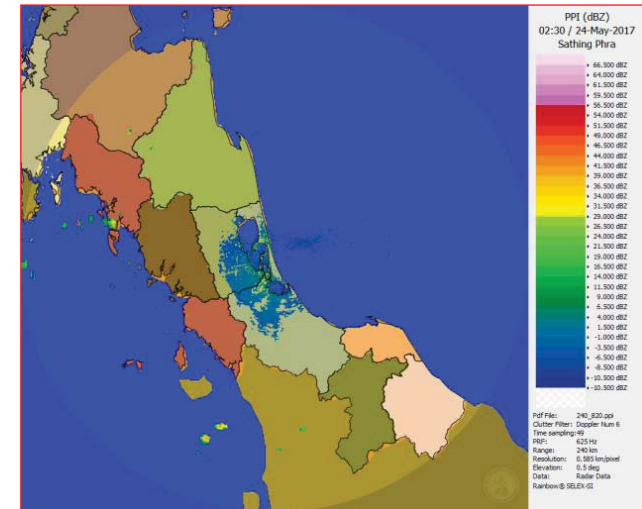 PPI (dBZ)
02:30 / 24-May-2017
Sathing Phra
66.500 dBZ
64.000 dBZ
61.500 dBZ
59.500 dBZ
56.500 dBZ
54.000 dBZ
51.500 dBZ
49.000 dBZ
46.500 dBZ
44.000 dBZ
41.500 dBZ
39.000 dBZ
36.500 dBZ
34.000 dBZ
31.500 dBZ
29.000 dBZ
26.500 dBZ
24.000 dBZ
21.500 dBZ
19.000 dBZ
16.500 dBZ
14.000 dBZ
11.500 dBZ
9.000 dBZ
6.500 dBZ
4.000 dBZ
1.500 dBZ
-1.000 dBZ
-3.500 dBZ
-6.500 dBZ
-8.500 dBZ
-10.500 dBZ
-10.500 dBZ
Pdf File: 240_820.ppi
Clutter Filter: Doppler Num 6
Time sampling: 49
PRF: 625 Hz
Range: 240 km
Resolution: 0.585 km/pixel
Elevation: 0.5 deg
Data: Radar Data
Rainbow® SELEX-SI